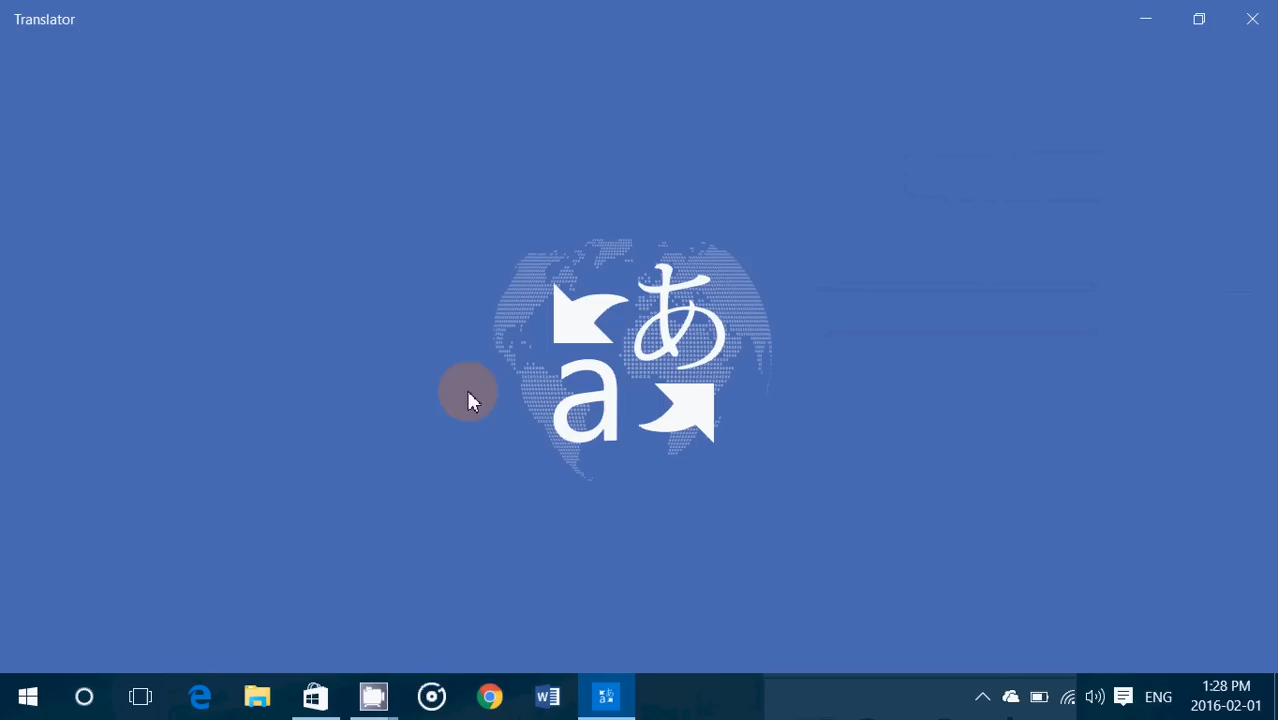 Translator
あ
a
ENG
1:28 PM
2016-02-01